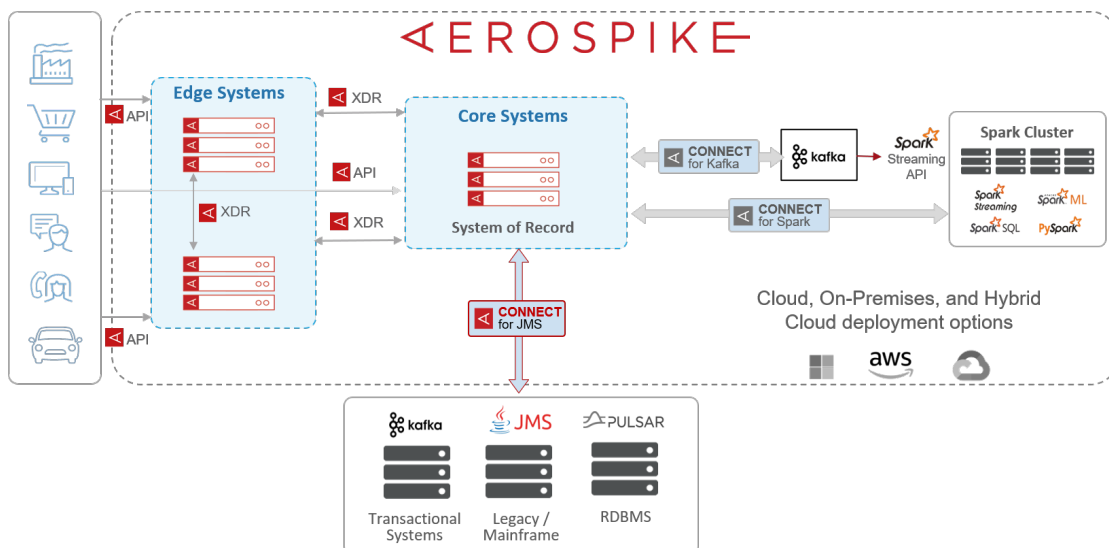 AEROSPIKE
Edge Systems
API
XDR
Core Systems
API
XDR
XDR
System of Record
API
CONNECT
for Kafka
kafka
Spark
Streaming
API
CONNECT
for Spark
Spark Cluster
Spark
Streaming
Spark ML
Spark SQL
PySpark
CONNECT
for JMS
Cloud, On-Premises, and Hybrid
Cloud deployment options
aws
kafka
JMS
PULSAR
Transactional
Systems
Legacy /
Mainframe
RDBMS